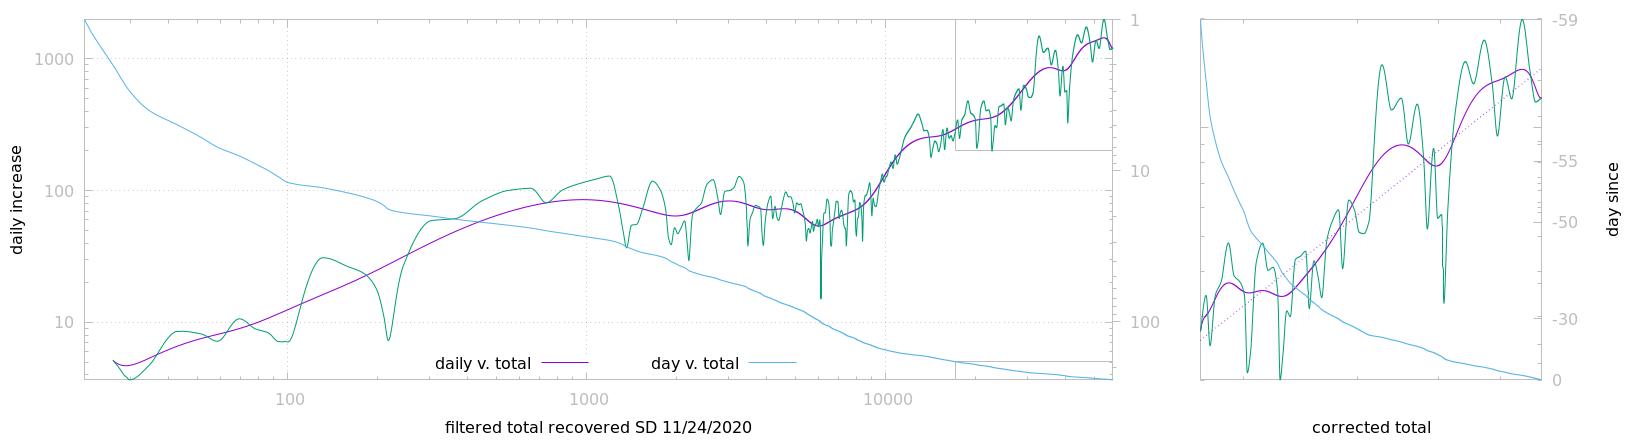 daily increase
1000
100
10
100
1000
10000
1
10
100
daily v. total
day v. total
filtered total recovered SD 11/24/2020
-59
-55
-50
-30
0
day since
corrected total